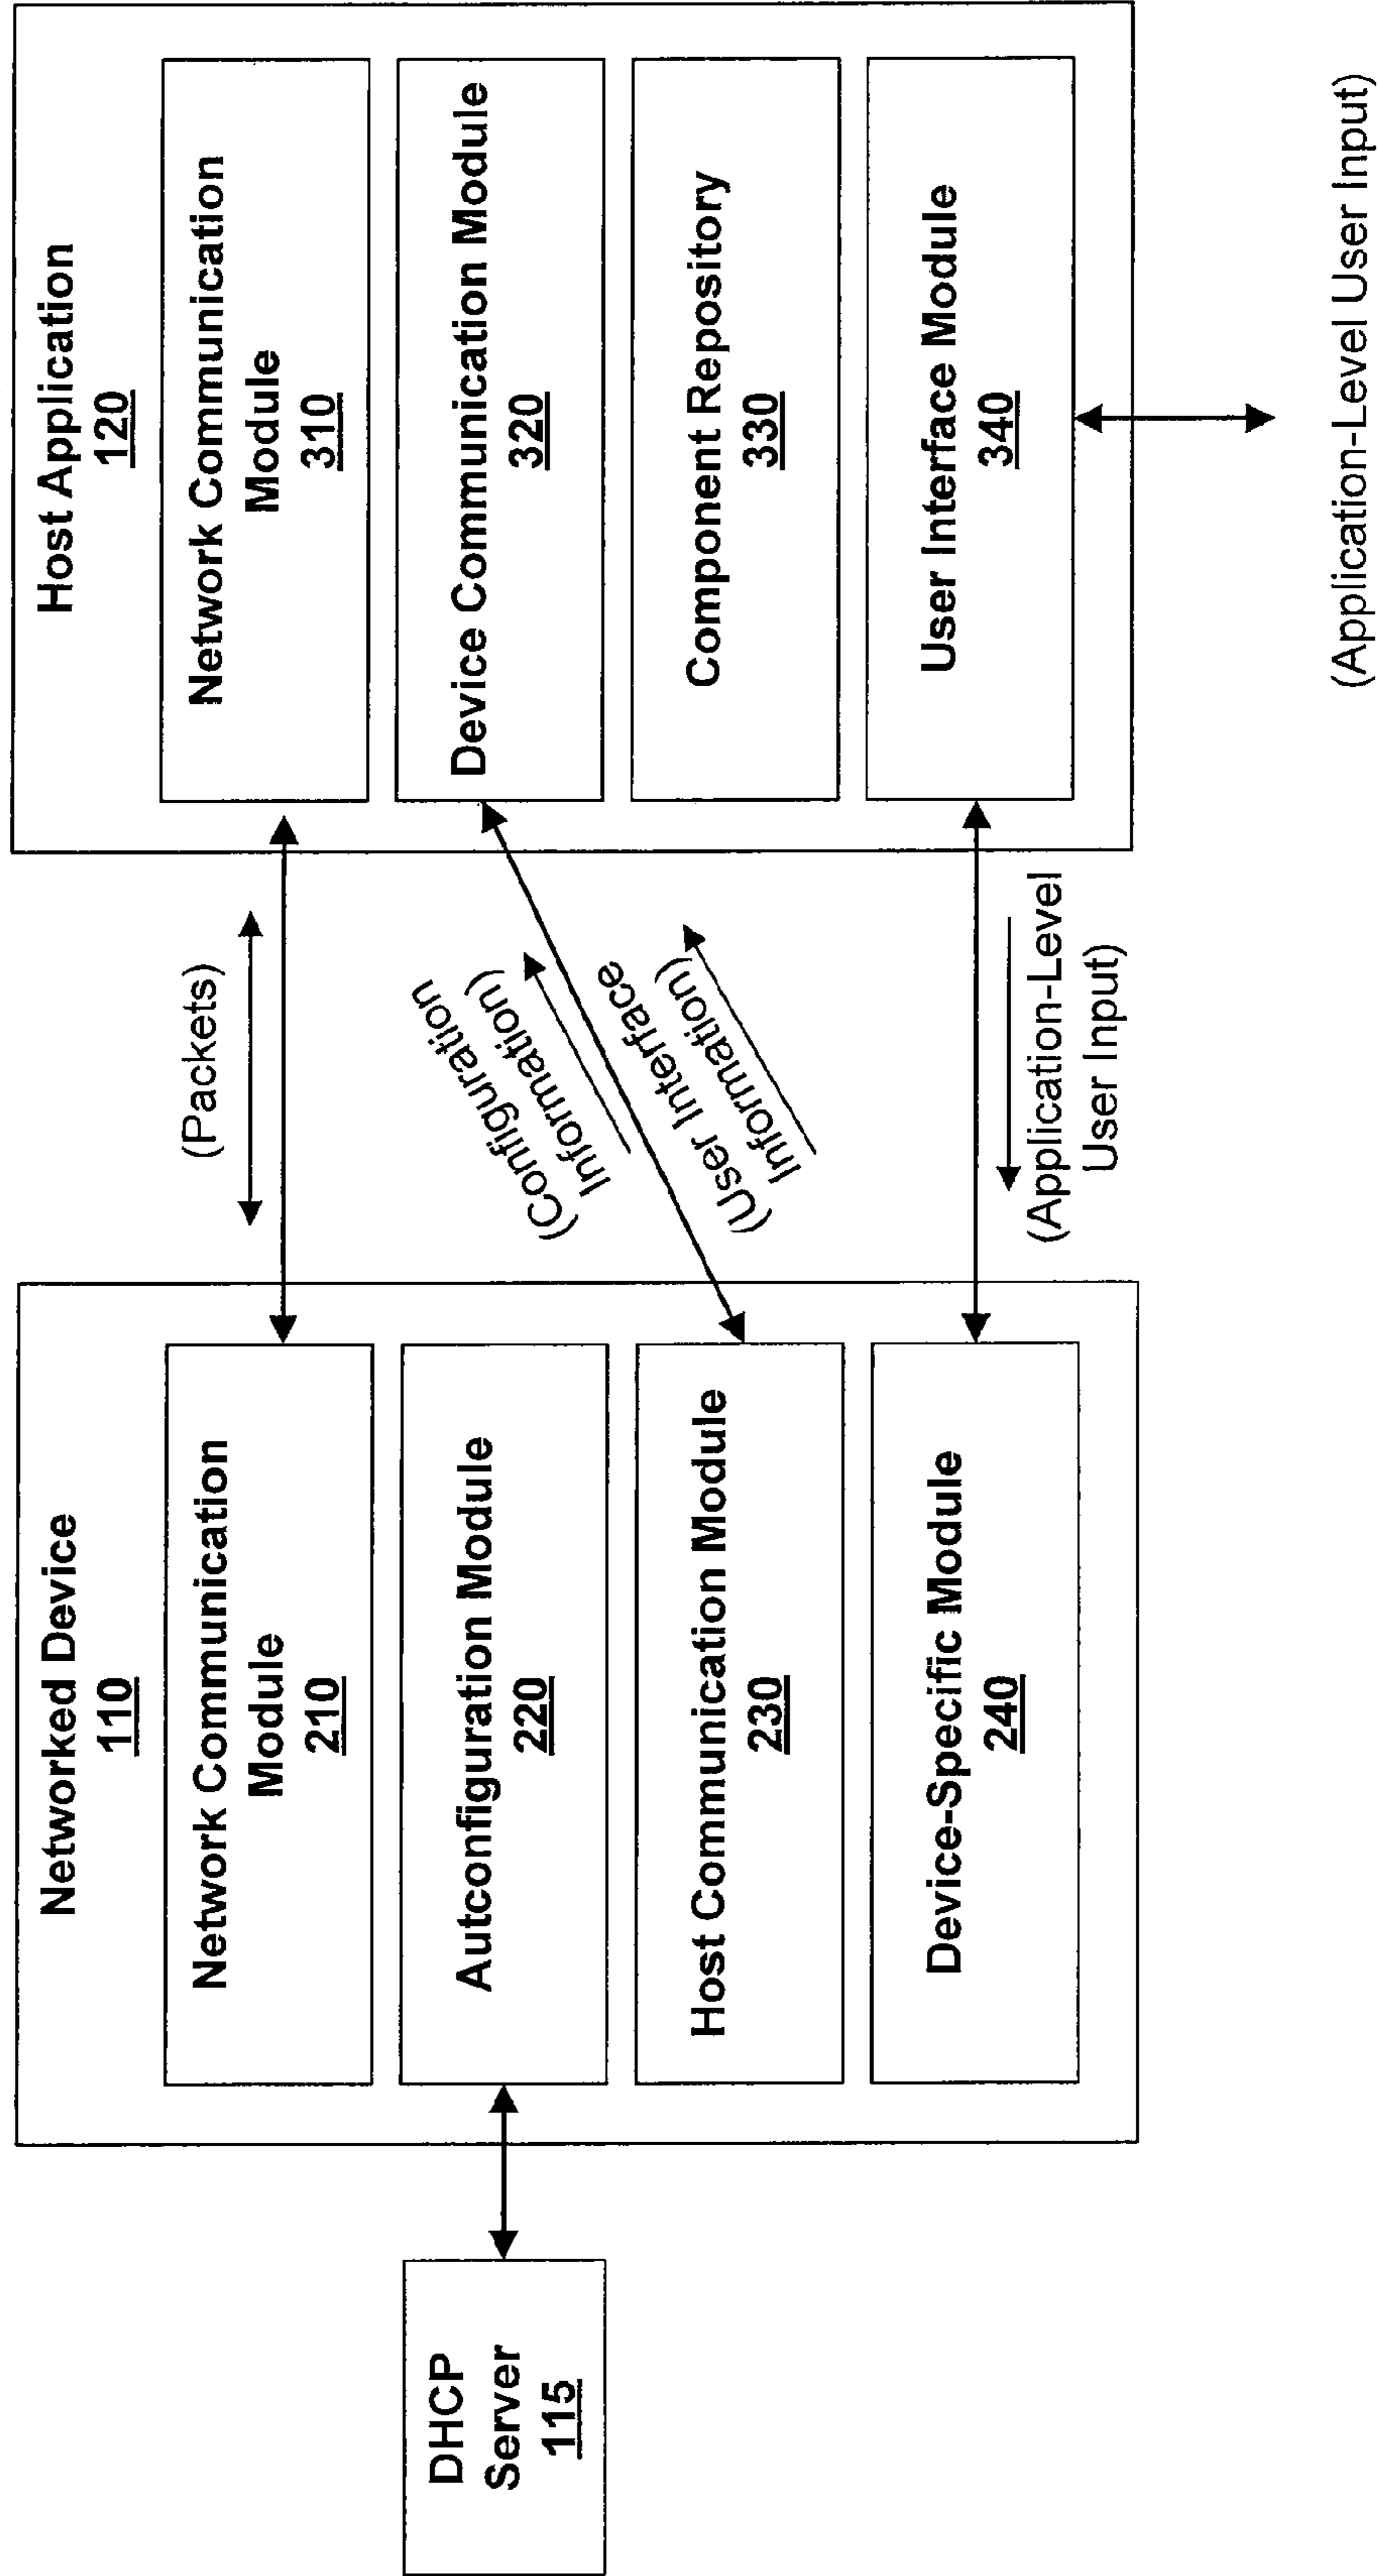 DHCP
Server
115
Networked Device
110
Network Communication
Module
210
Autoconfiguration Module
220
Host Communication Module
230
Device-Specific Module
240
(Packets)
(Configuration
Information)
(User Interface
Information)
(Application-Level
User Input)
Host Application
120
Network Communication
Module
310
Device Communication Module
320
Component Repository
330
User Interface Module
340
(Application-Level User Input)